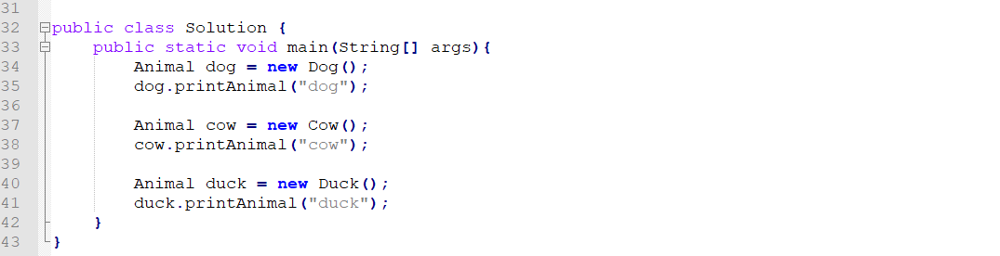 31
32 public class Solution {
33 public static void main(String[] args){
34 Animal dog = new Dog();
35 dog.printAnimal("dog");
36
37 Animal cow = new Cow();
38 cow.printAnimal("cow");
39
40 Animal duck = new Duck();
41 duck.printAnimal("duck");
42 }
43 }